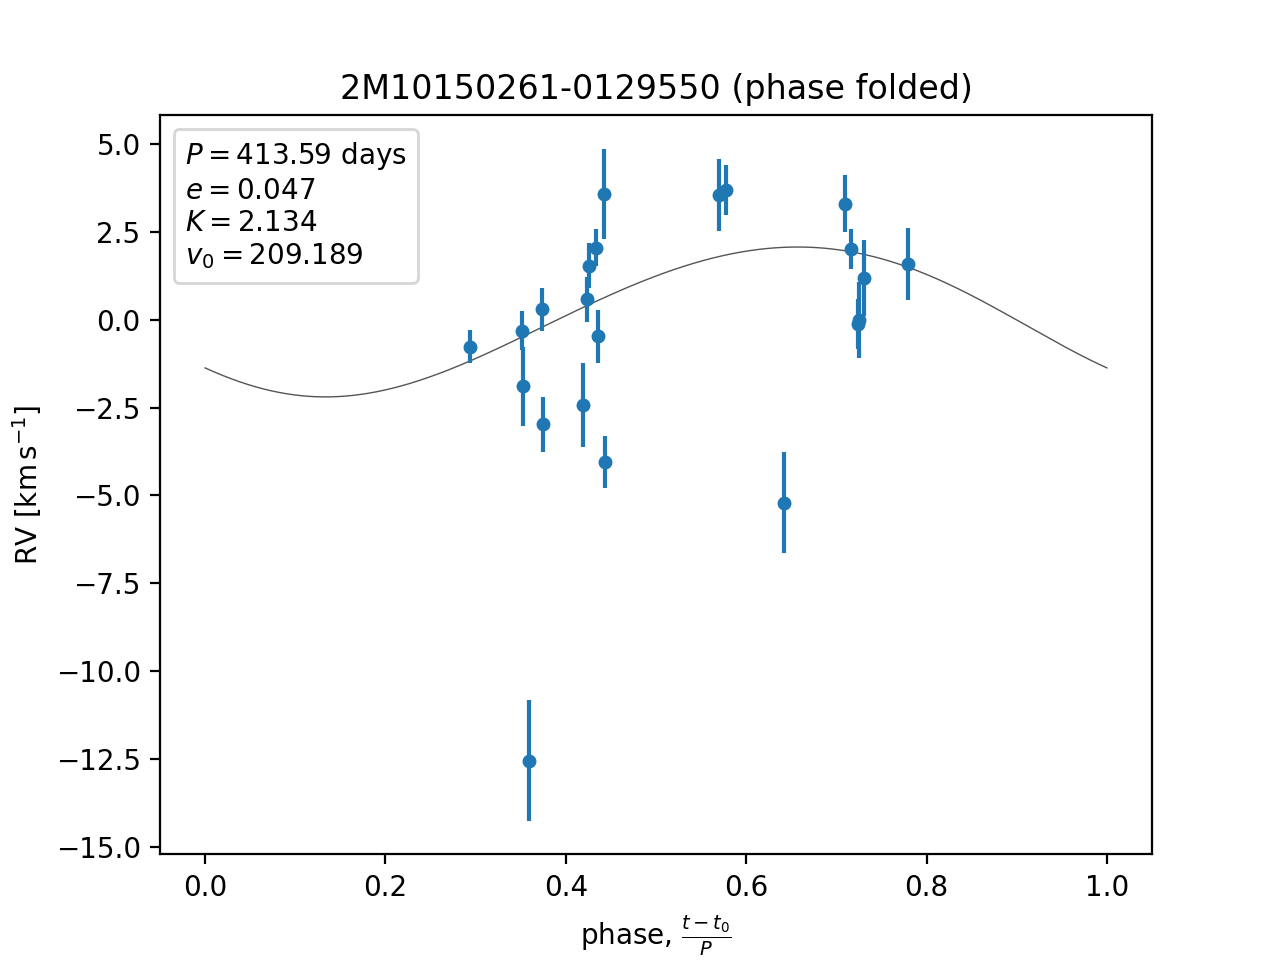 2M10150261-0129550 (phase folded)
P = 413.59 days
e = 0.047
K = 2.134
v₀ = 209.189
5.0
2.5
0.0
−2.5
−5.0
−7.5
−10.0
−12.5
−15.0
RV [km s⁻¹]
0.0 0.2 0.4 0.6 0.8 1.0
phase, (t − t₀)/P